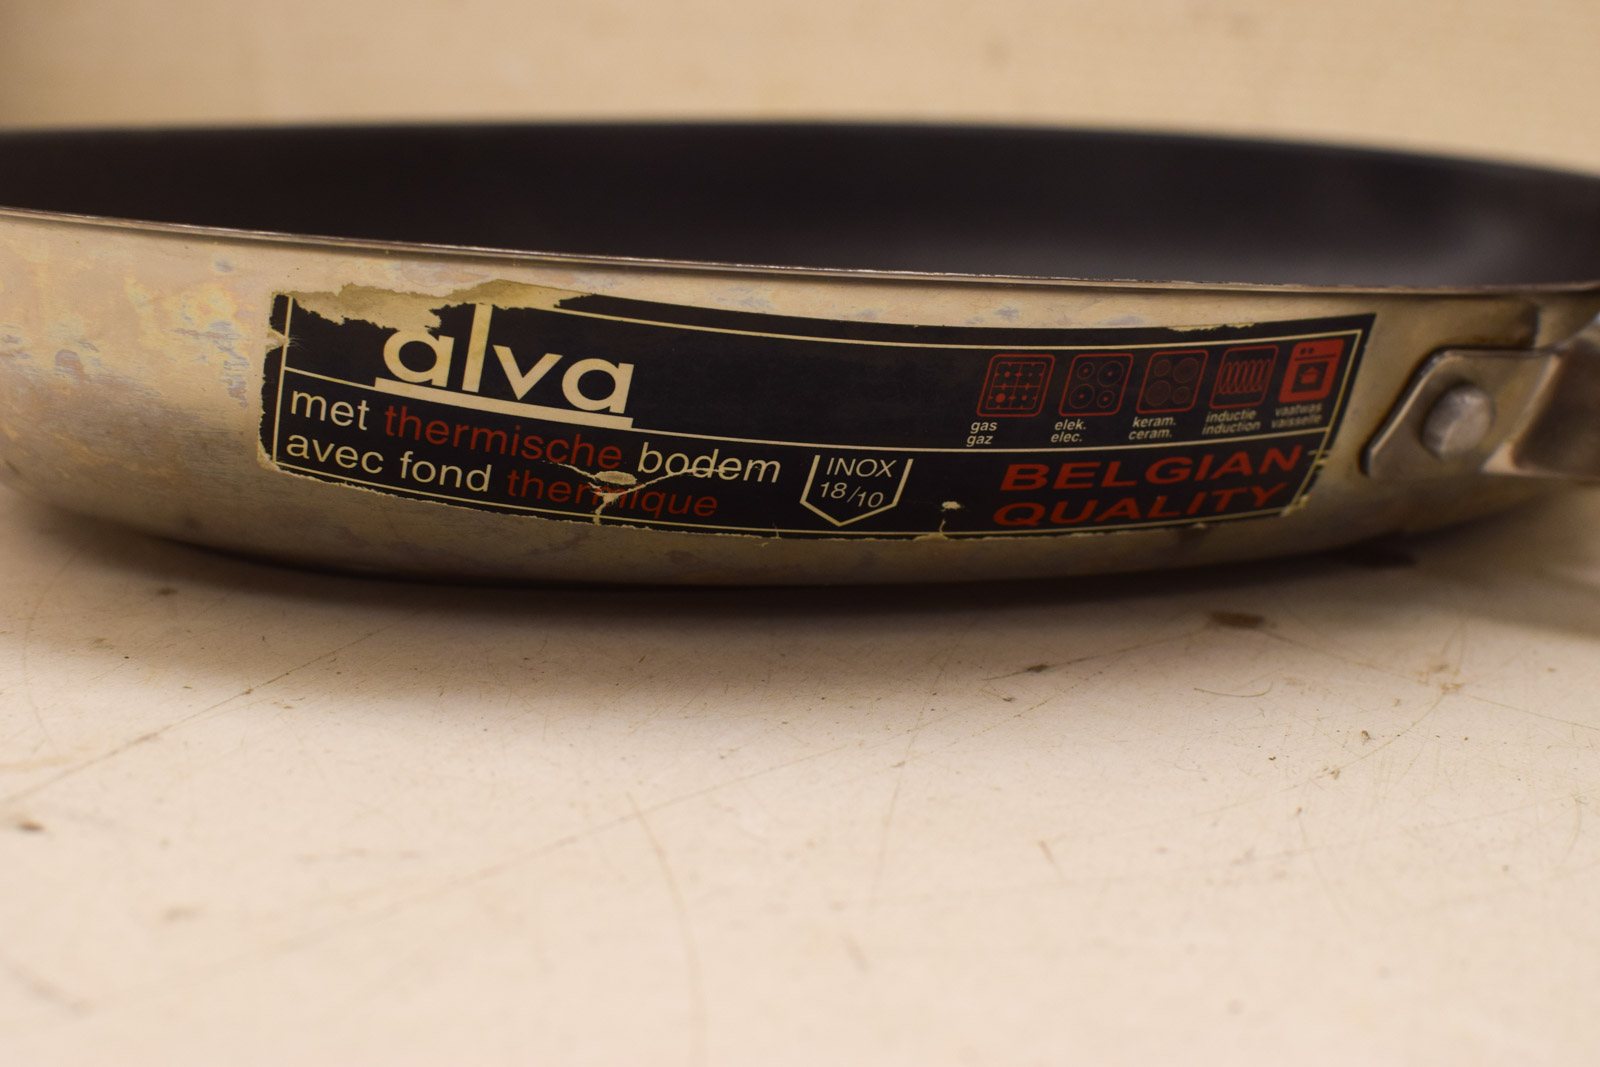 alva
met thermische bodem
avec fond thermique
INOX
18/10
gas
gaz
elek.
elec.
keram.
ceram.
inductie
induction
vaatwas
vaisselle
BELGIAN
QUALITY